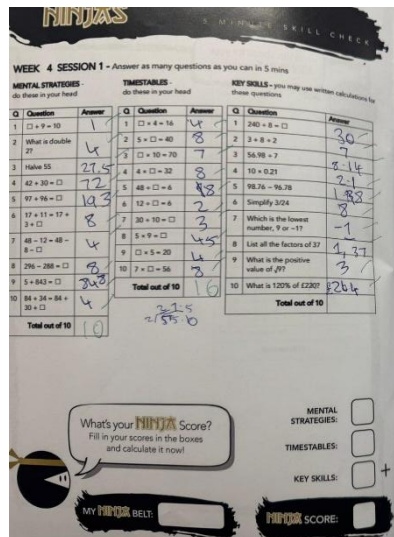 NINJAS
5 MINUTE SKILL CHECK
WEEK 4 SESSION 1 - Answer as many questions as you can in 5 mins
MENTAL STRATEGIES -
do these in your head
Q Question Answer
1 □ + 9 = 10 1
2 What is double 2? 4
3 Halve 55 27.5
4 42 + 30 = □ 72
5 97 + 96 = □ 193
6 17 + 11 = 17 + 3 + □ 8
7 48 - 12 = 48 - 8 - □ 4
8 296 - 288 = □ 8
9 5 + 843 = □ 848
10 84 + 34 = 84 + 30 + □ 4
Total out of 10 10
TIMESTABLES -
do these in your head
Q Question Answer
1 □ × 4 = 16 4
2 5 × □ = 40 8
3 □ × 10 = 70 7
4 4 × □ = 32 8
5 48 ÷ □ = 6 8
6 12 ÷ □ = 6 2
7 30 ÷ 10 = □ 3
8 5 × 9 = □ 45
9 □ × 5 = 20 4
10 7 × □ = 56 8
Total out of 10 10
27.5
2 55.0
KEY SKILLS - you may use written calculations for
these questions
Q Question Answer
1 240 ÷ 8 = □ 30
2 3 + 8 ÷ 2 7
3 56.98 ÷ 7 8.14
4 10 × 0.21 2.1
5 98.76 - 96.78
6 Simplify 3/24
7 Which is the lowest number, 9 or -1? -1
8 List all the factors of 37 1, 37
9 What is the positive value of √9? 3
10 What is 120% of £220? £264
Total out of 10
What's your NINJA Score?
Fill in your scores in the boxes
and calculate it now!
MENTAL
STRATEGIES:
TIMESTABLES:
KEY SKILLS:
+
MY NINJA BELT:
NINJA SCORE: